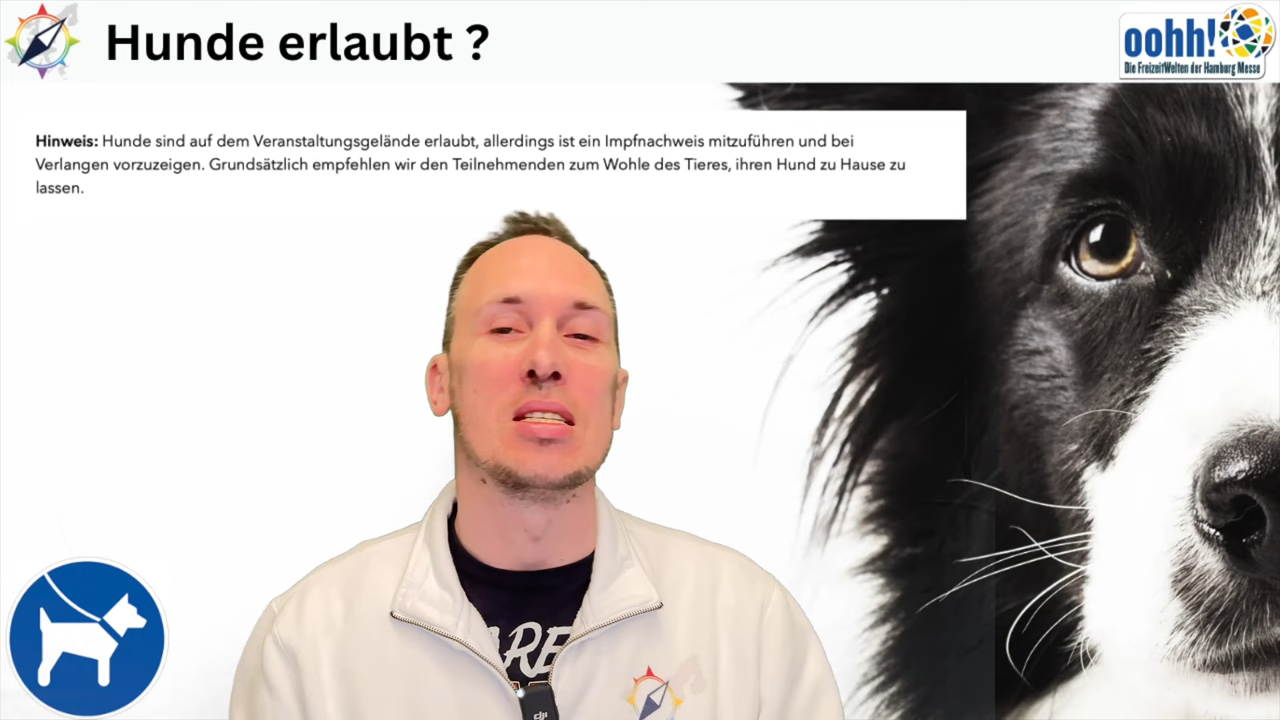 Hunde erlaubt ?
oohh!
Die FreizeitWelten der Hamburg Messe
Hinweis: Hunde sind auf dem Veranstaltungsgelände erlaubt, allerdings ist ein Impfnachweis mitzuführen und bei
Verlangen vorzuzeigen. Grundsätzlich empfehlen wir den Teilnehmenden zum Wohle des Tieres, ihren Hund zu Hause zu
lassen.
dji